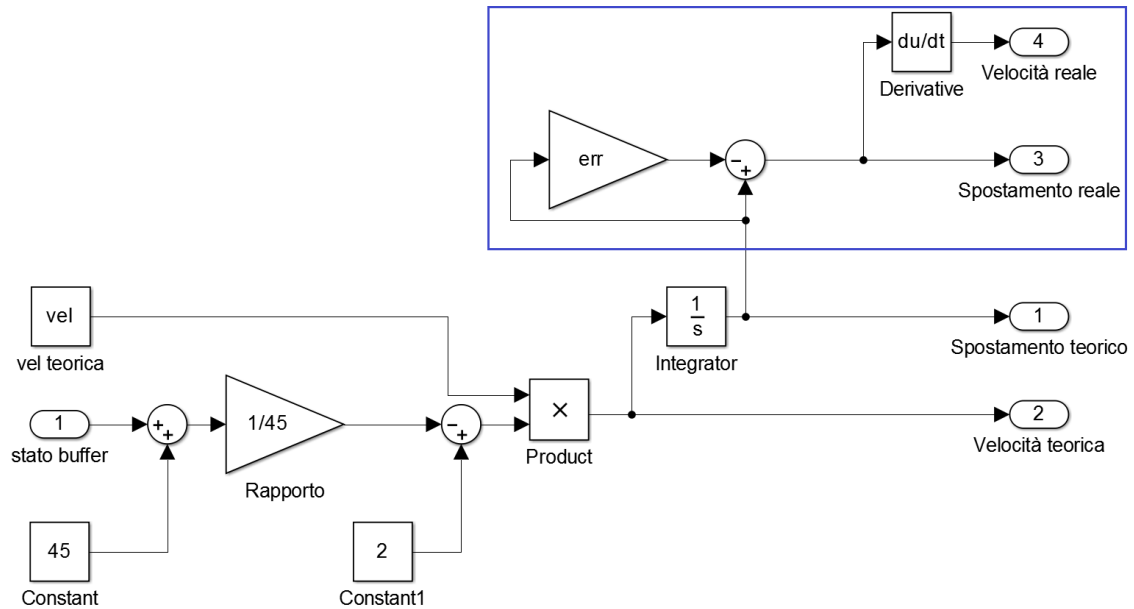 du/dt
4
Velocità reale
Derivative
err
−
+
3
Spostamento reale
vel
vel teorica
1
s
Integrator
1
Spostamento teorico
1
stato buffer
+
+
1/45
Rapporto
−
+
×
Product
2
Velocità teorica
45
Constant
2
Constant1